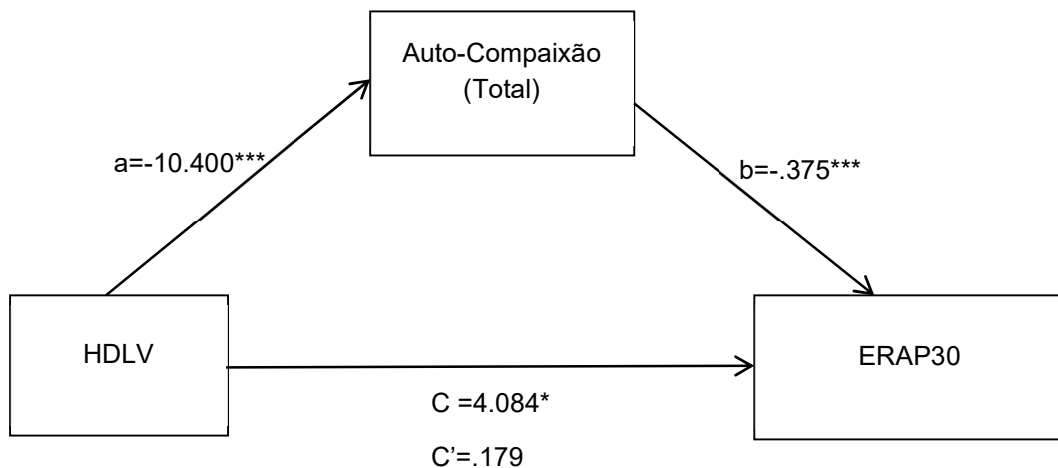 Auto-Compaixão
(Total)
a=-10.400***
b=-.375***
HDLV
ERAP30
C =4.084*
C’=.179